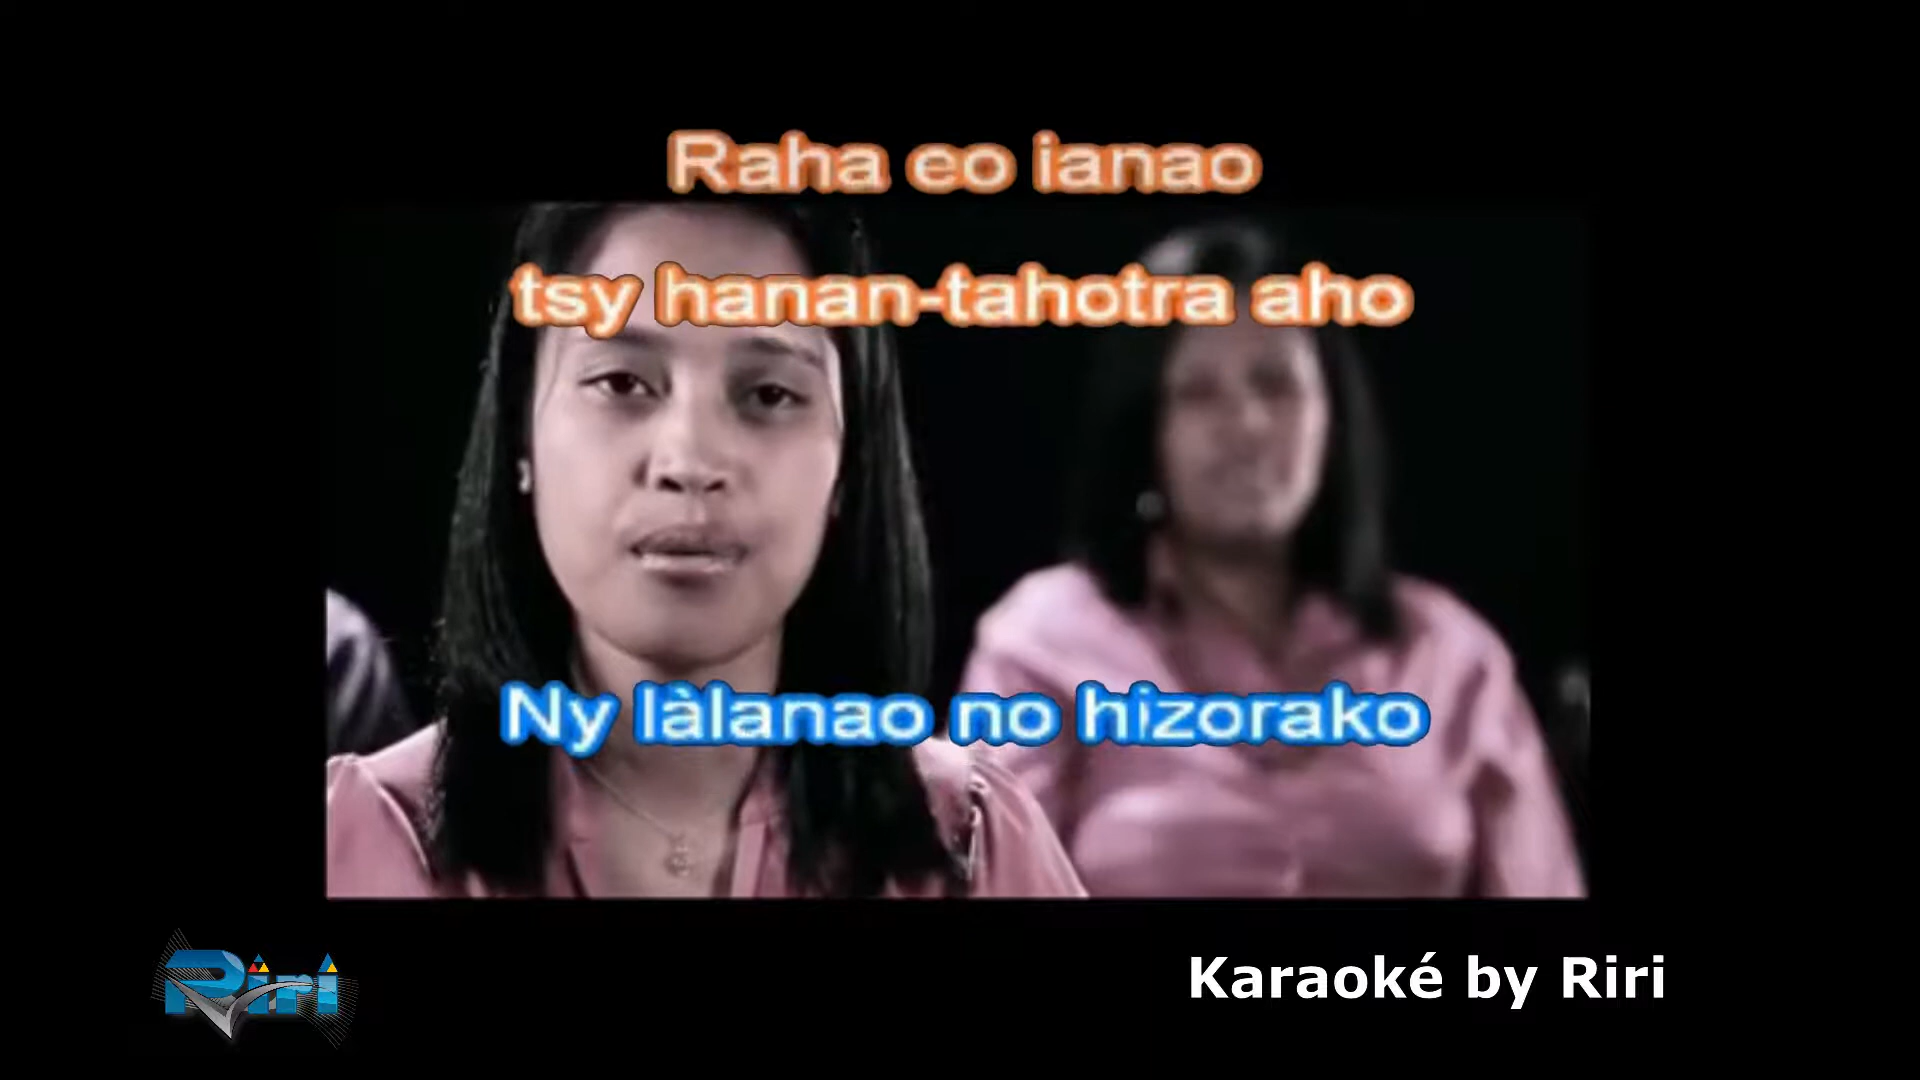 Raha eo ianao
tsy hanan-tahotra aho
Ny làlanao no hizorako
Riri
Karaoké by Riri